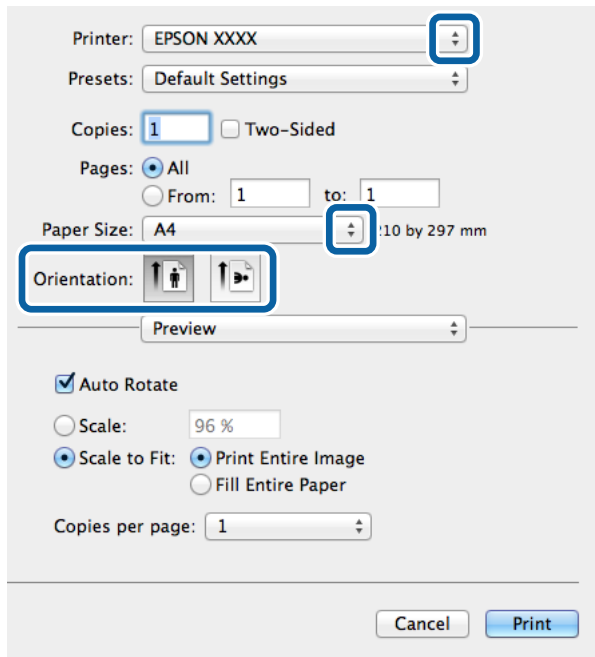 Printer: EPSON XXXX
Presets: Default Settings
Copies: 1 Two-Sided
Pages: All
From: 1 to: 1
Paper Size: A4 210 by 297 mm
Orientation:
Preview
Auto Rotate
Scale: 96 %
Scale to Fit: Print Entire Image
Fill Entire Paper
Copies per page: 1
Cancel Print